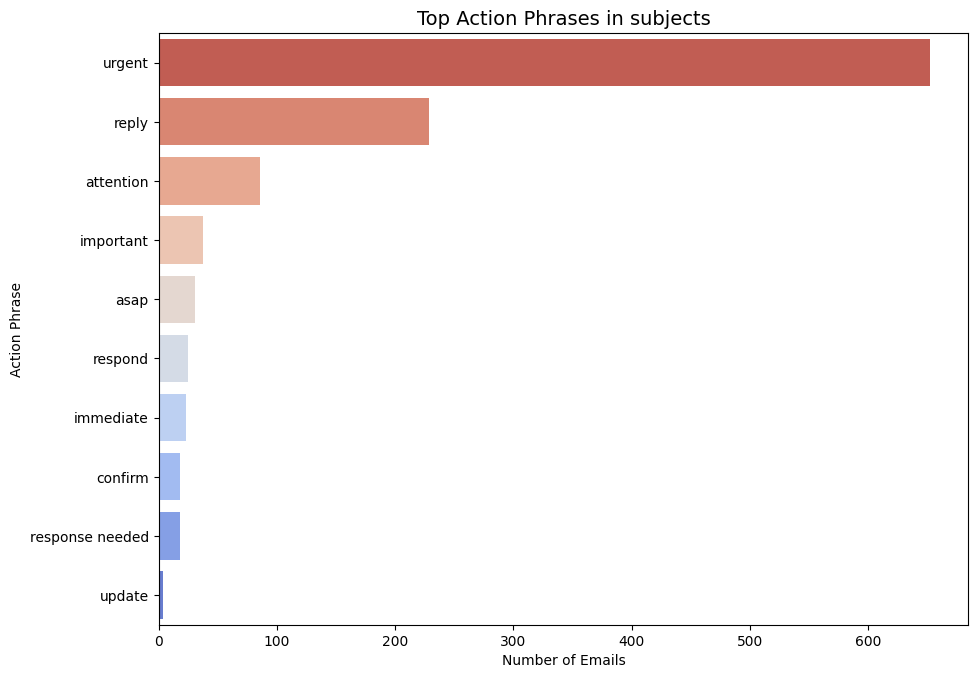 Top Action Phrases in subjects
urgent
reply
attention
important
asap
respond
immediate
confirm
response needed
update
Action Phrase
0 100 200 300 400 500 600
Number of Emails